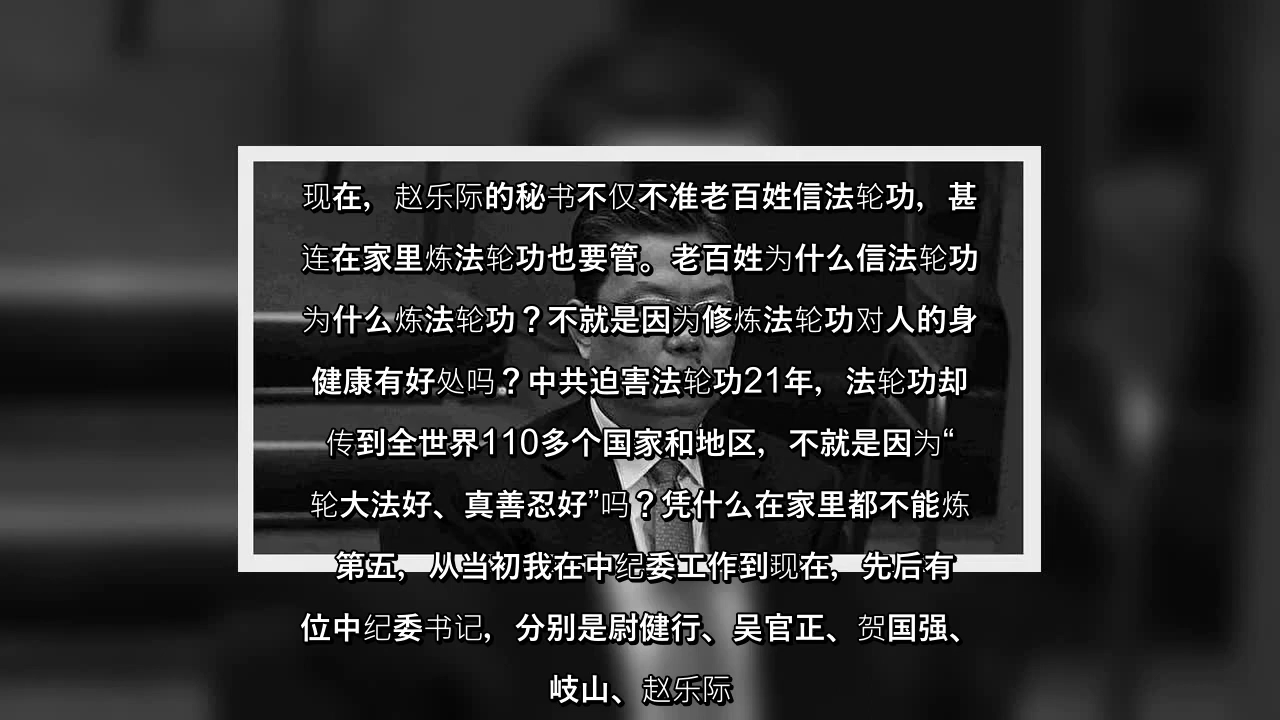 现在，赵乐际的秘书不仅不准老百姓信法轮功，甚
连在家里炼法轮功也要管。老百姓为什么信法轮功
为什么炼法轮功？不就是因为修炼法轮功对人的身
健康有好处吗？中共迫害法轮功21年，法轮功却
传到全世界110多个国家和地区，不就是因为“
轮大法好、真善忍好”吗？凭什么在家里都不能炼
第五，从当初我在中纪委工作到现在，先后有
位中纪委书记，分别是尉健行、吴官正、贺国强、
岐山、赵乐际